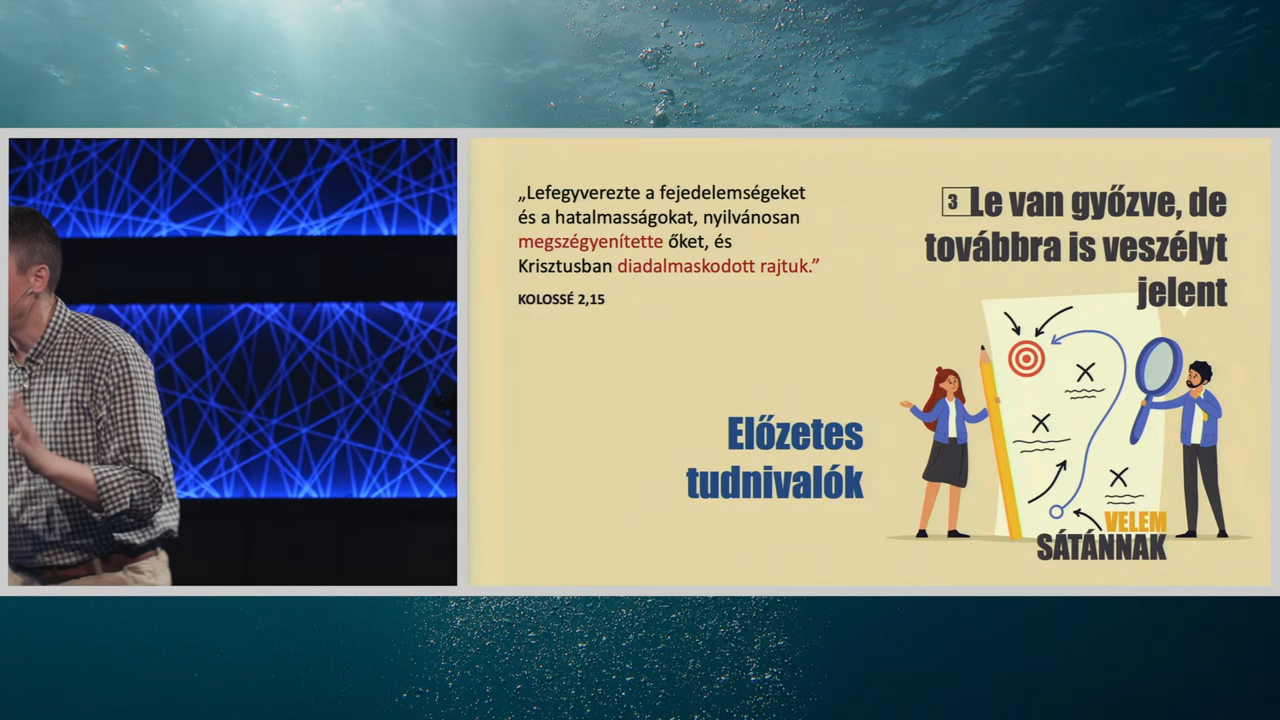 „Lefegyverezte a fejedelemségeket
és a hatalmasságokat, nyilvánosan
megszégyenítette őket, és
Krisztusban diadalmaskodott rajtuk.”
KOLOSSÉ 2,15
3 Le van győzve, de
továbbra is veszélyt
jelent
Előzetes
tudnivalók
VELEM
SÁTÁNNAK